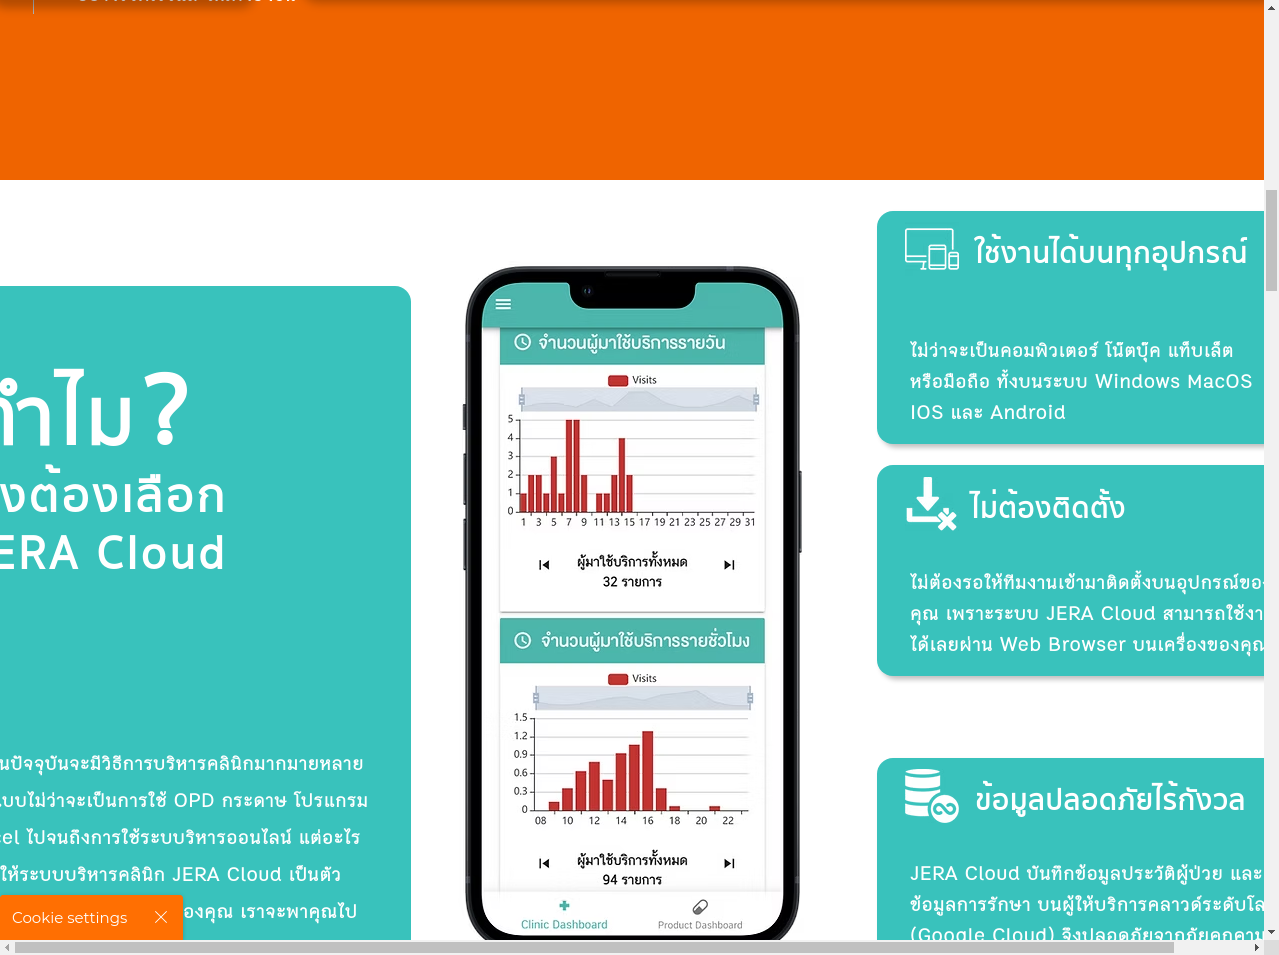 ต้องเลือก
ERA Cloud
ปัจจุบันจะมีวิธีการบริหารคลินิกมากมายหลาย
แบบไม่ว่าจะเป็นการใช้ OPD กระดาษ โปรแกรม
ไปจนถึงการใช้ระบบริหารออนไลน์ แต่อะไร
ให้ระบบบริหารคลินิก JERA Cloud เป็นตัว
ของคุณ เราจะพาคุณไป
Cookie settings
จำนวนผู้มาใช้บริการรายวัน
Visits
5
4
3
2
1
0
1 3 5 7 9 11 13 15 17 19 21 23 25 27 29 31
ผู้มาใช้บริการทั้งหมด
32 รายการ
จำนวนผู้มาใช้บริการรายชั่วโมง
Visits
1.5
1.2
0.9
0.6
0.3
0
08 10 12 14 16 18 20 22
ผู้มาใช้บริการทั้งหมด
94 รายการ
Clinic Dashboard
Product Dashboard
ใช้งานได้บนทุกอุปกรณ์
ไม่ว่าจะเป็นคอมพิวเตอร์ โน๊ตบุ๊ค แท็บเล็ต
หรือมือถือ ทั้งบนระบบ Windows MacOS
IOS และ Android
ไม่ต้องติดตั้ง
ไม่ต้องรอให้ทีมงานเข้ามาติดตั้งบนอุปกรณ์ของ
คุณ เพราะระบบ JERA Cloud สามารถใช้งา
ได้เลยผ่าน Web Browser บนเครื่องของคุณ
ข้อมูลปลอดภัยไร้กังวล
JERA Cloud บันทึกข้อมูลประวัติผู้ป่วย และ
ข้อมูลการรักษา บนผู้ให้บริการคลาวด์ระดับโล
(Google Cloud) จึงปลอดภัยจากภัยคุกคาม